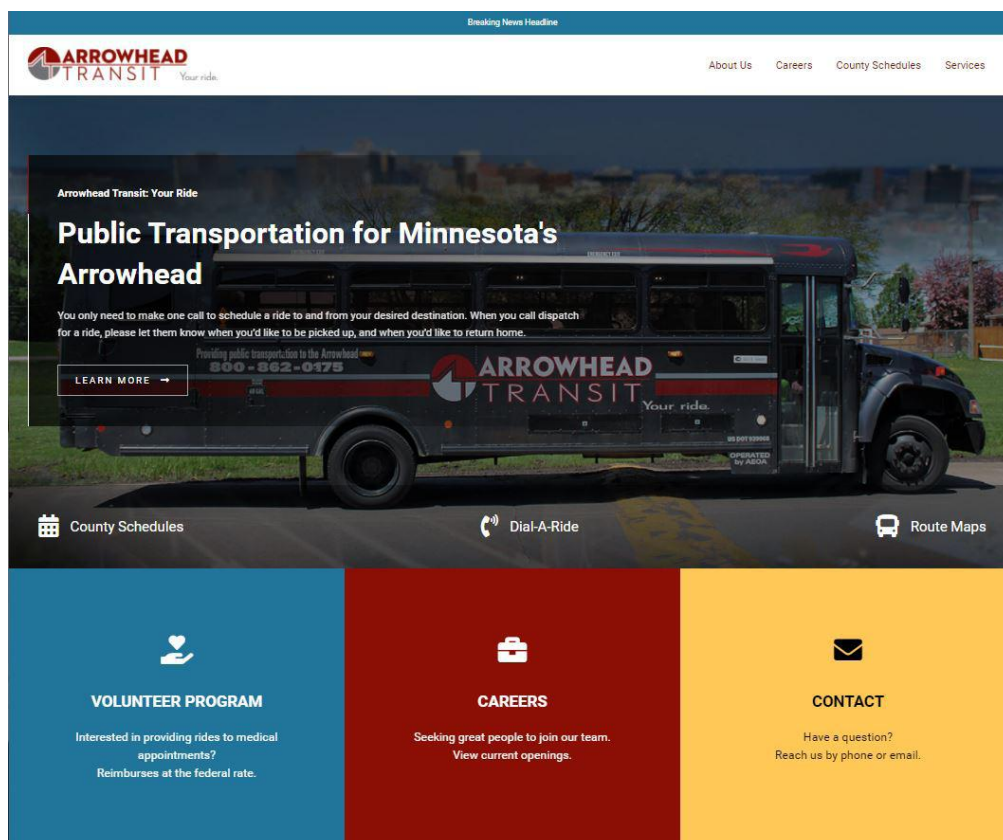 Breaking News Headline
ARROWHEAD
TRANSIT Your ride.
About Us Careers County Schedules Services
Arrowhead Transit: Your Ride
Public Transportation for Minnesota's
Arrowhead
You only need to make one call to schedule a ride to and from your desired destination. When you call dispatch
for a ride, please let them know when you'd like to be picked up, and when you'd like to return home.
LEARN MORE →
EMERGENCY EXIT
Providing public transportation to the Arrowhead
800-862-0175
ARROWHEAD
TRANSIT
Your ride.
US DOT
OPERATED
by AEOA
County Schedules
Dial-A-Ride
Route Maps
VOLUNTEER PROGRAM
Interested in providing rides to medical
appointments?
Reimburses at the federal rate.
CAREERS
Seeking great people to join our team.
View current openings.
CONTACT
Have a question?
Reach us by phone or email.